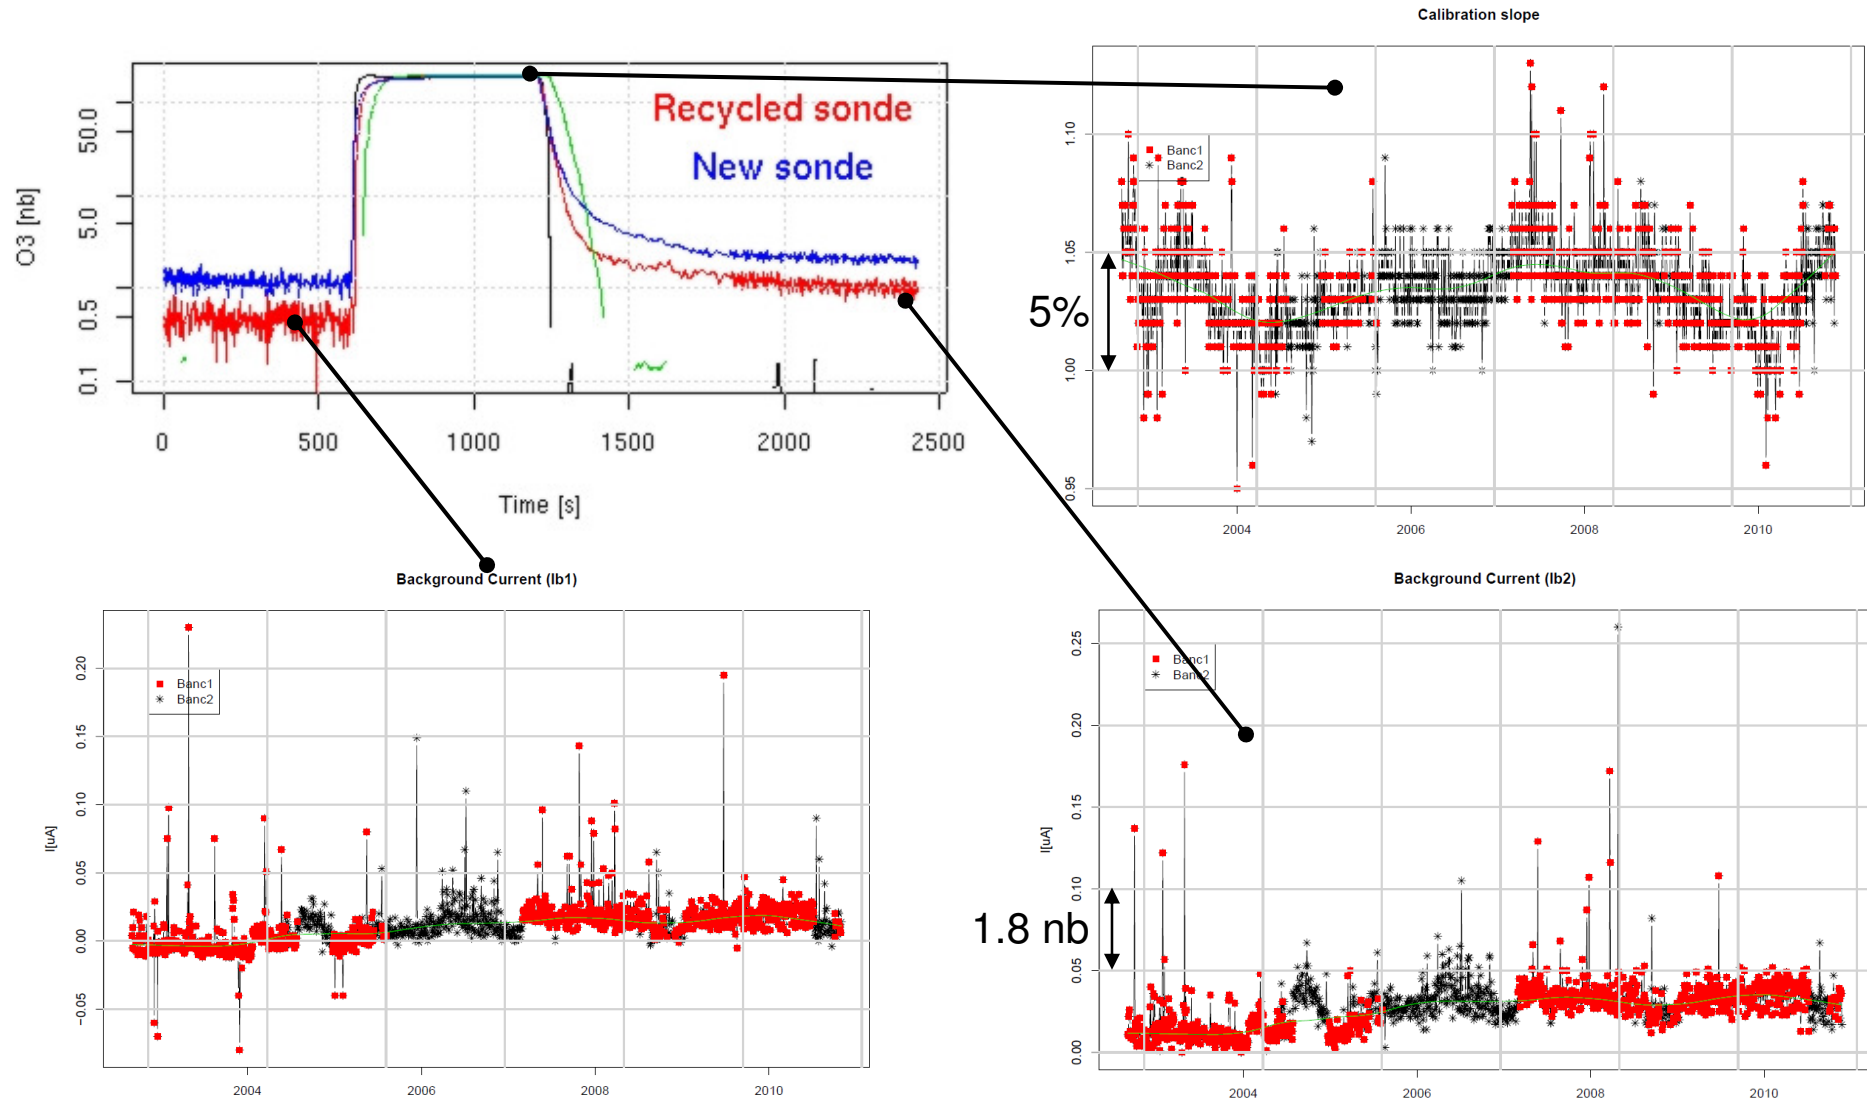 Recycled sonde
New sonde
O3 [nb]
50.0
5.0
0.5
0.1
0
500
1000
1500
2000
2500
Time [s]
Calibration slope
Banc1
Banc2
1.10
1.05
1.00
0.95
5%
2004
2006
2008
2010
Background Current (Ib1)
Banc1
Banc2
I[uA]
0.20
0.15
0.10
0.05
0.00
−0.05
2004
2006
2008
2010
Background Current (Ib2)
Banc1
Banc2
I[uA]
0.25
0.20
0.15
0.10
0.05
0.00
1.8 nb
2004
2006
2008
2010